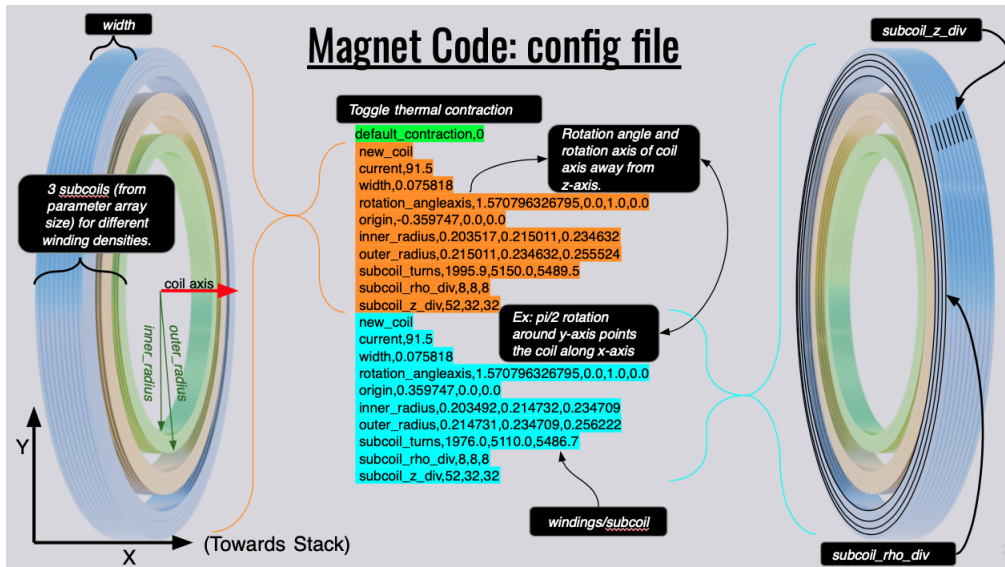 width
Magnet Code: config file
subcoil_z_div
Toggle thermal contraction
default_contraction,0
new_coil
current,91.5
width,0.075818
rotation_angleaxis,1.570796326795,0.0,1.0,0.0
origin,-0.359747,0.0,0.0
inner_radius,0.203517,0.215011,0.234632
outer_radius,0.215011,0.234632,0.255524
subcoil_turns,1995.9,5150.0,5489.5
subcoil_rho_div,8,8,8
subcoil_z_div,52,32,32
new_coil
current,91.5
width,0.075818
rotation_angleaxis,1.570796326795,0.0,1.0,0.0
origin,0.359747,0.0,0.0
inner_radius,0.203492,0.214732,0.234709
outer_radius,0.214731,0.234709,0.256222
subcoil_turns,1976.0,5110.0,5486.7
subcoil_rho_div,8,8,8
subcoil_z_div,52,32,32
Rotation angle and
rotation axis of coil
axis away from
z-axis.
3 subcoils (from
parameter array
size) for different
winding densities.
coil axis
inner_radius
outer_radius
Ex: pi/2 rotation
around y-axis points
the coil along x-axis
windings/subcoil
Y
X
(Towards Stack)
subcoil_rho_div